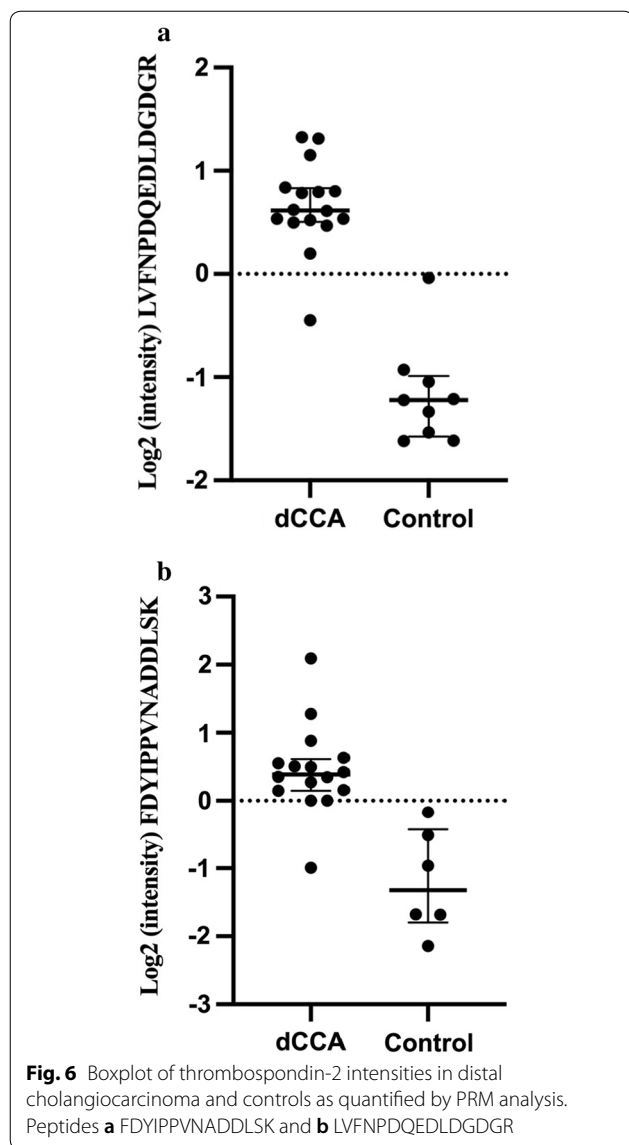 a
Log2 (intensity) LVFNPDQEDLDGDGR
2
1
0
-1
-2
dCCA Control
b
Log2 (intensity) FDYIPPVNADDLSK
3
2
1
0
-1
-2
-3
dCCA Control
Fig. 6 Boxplot of thrombospondin-2 intensities in distal
cholangiocarcinoma and controls as quantified by PRM analysis.
Peptides a FDYIPPVNADDLSK and b LVFNPDQEDLDGDGR